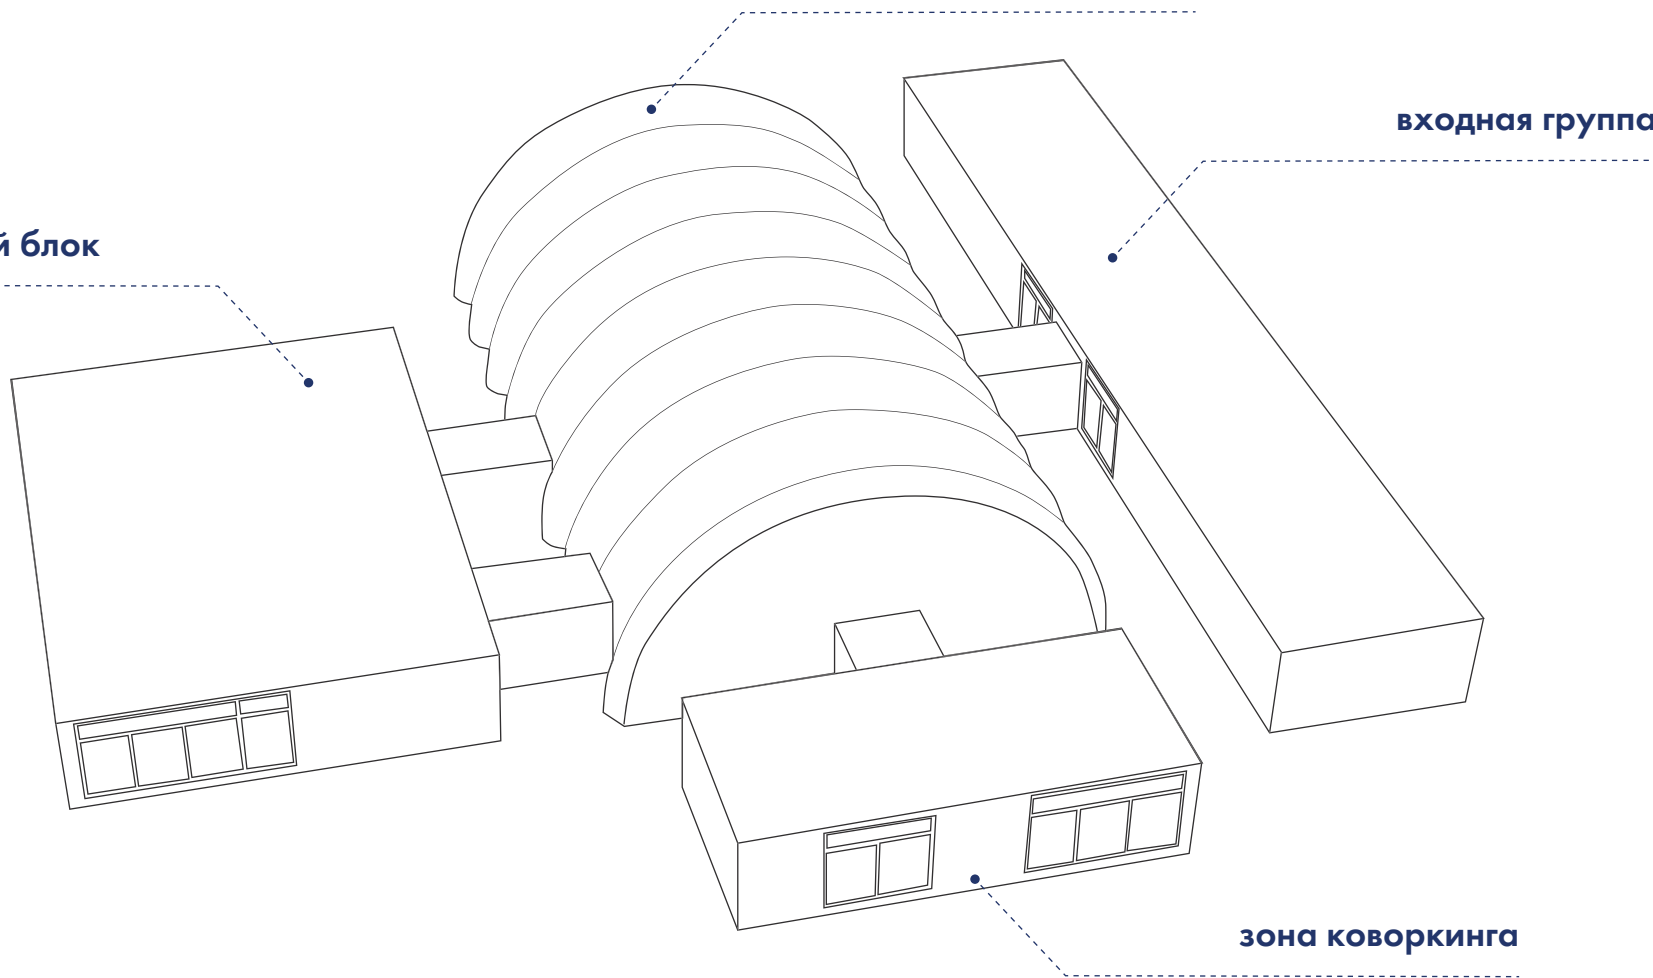 входная группа
й блок
зона коворкинга